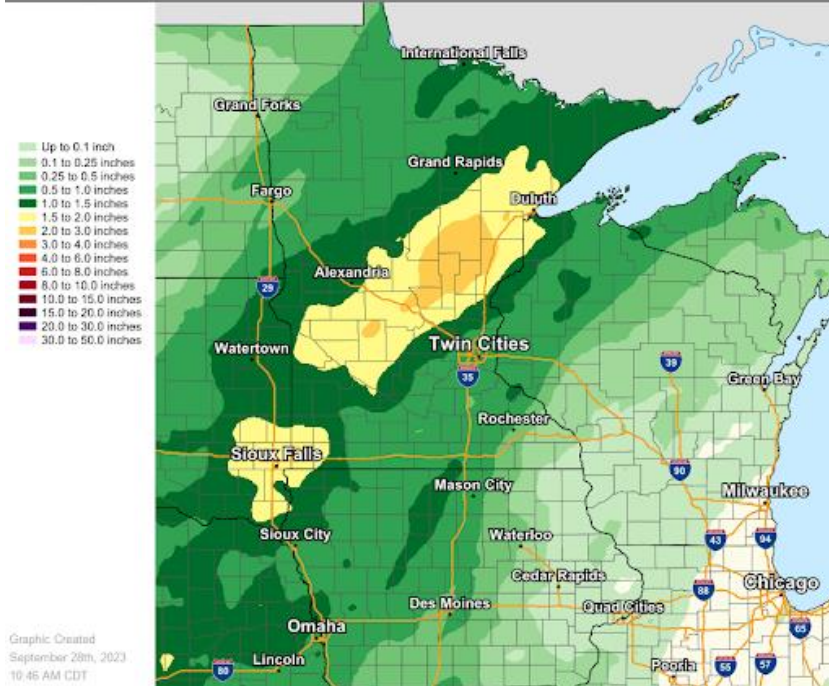 International Falls
Grand Forks
Up to 0.1 inch
0.1 to 0.25 inches
0.25 to 0.5 inches
0.5 to 1.0 inches
1.0 to 1.5 inches
1.5 to 2.0 inches
2.0 to 3.0 inches
3.0 to 4.0 inches
4.0 to 6.0 inches
6.0 to 8.0 inches
8.0 to 10.0 inches
10.0 to 15.0 inches
15.0 to 20.0 inches
20.0 to 30.0 inches
30.0 to 50.0 inches
Grand Rapids
Fargo
Duluth
Alexandria
29
Watertown
Twin Cities
35
39
Green Bay
Rochester
Sioux Falls
90
Mason City
Milwaukee
Sioux City
Waterloo
43
94
Cedar Rapids
Chicago
88
Des Moines
Quad Cities
65
Omaha
Lincoln
80
Peoria
55
57
Graphic Created
September 28th, 2023
10:46 AM CDT